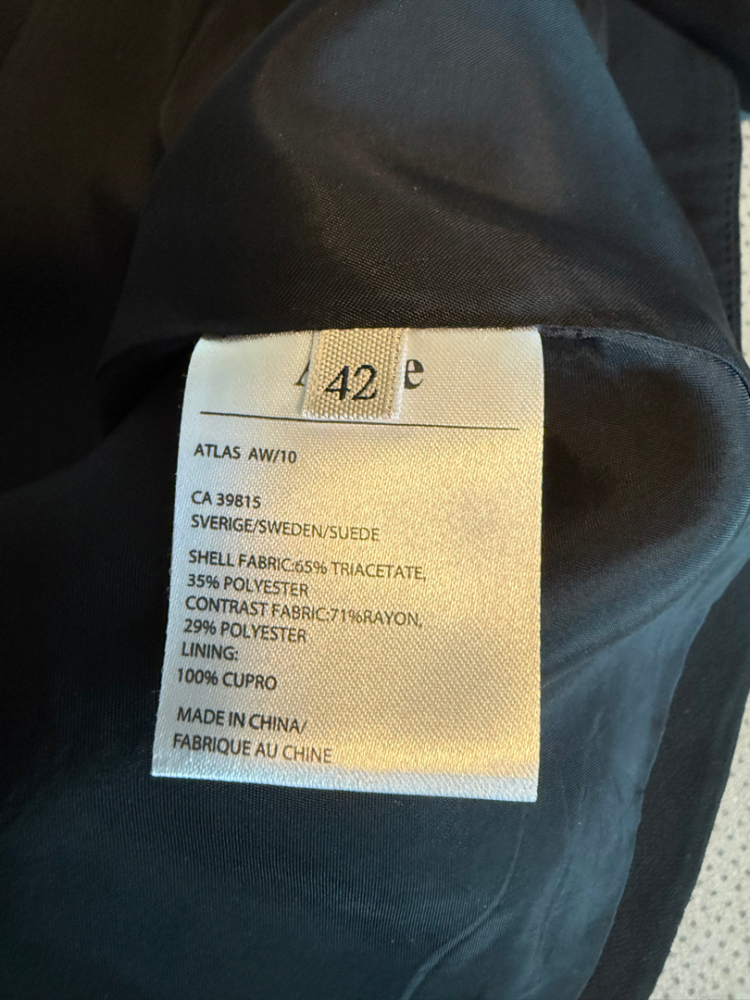 42
ATLAS AW/10
CA 39815
SVERIGE/SWEDEN/SUEDE
SHELL FABRIC:65% TRIACETATE,
35% POLYESTER
CONTRAST FABRIC:71%RAYON,
29% POLYESTER
LINING:
100% CUPRO
MADE IN CHINA/
FABRIQUE AU CHINE